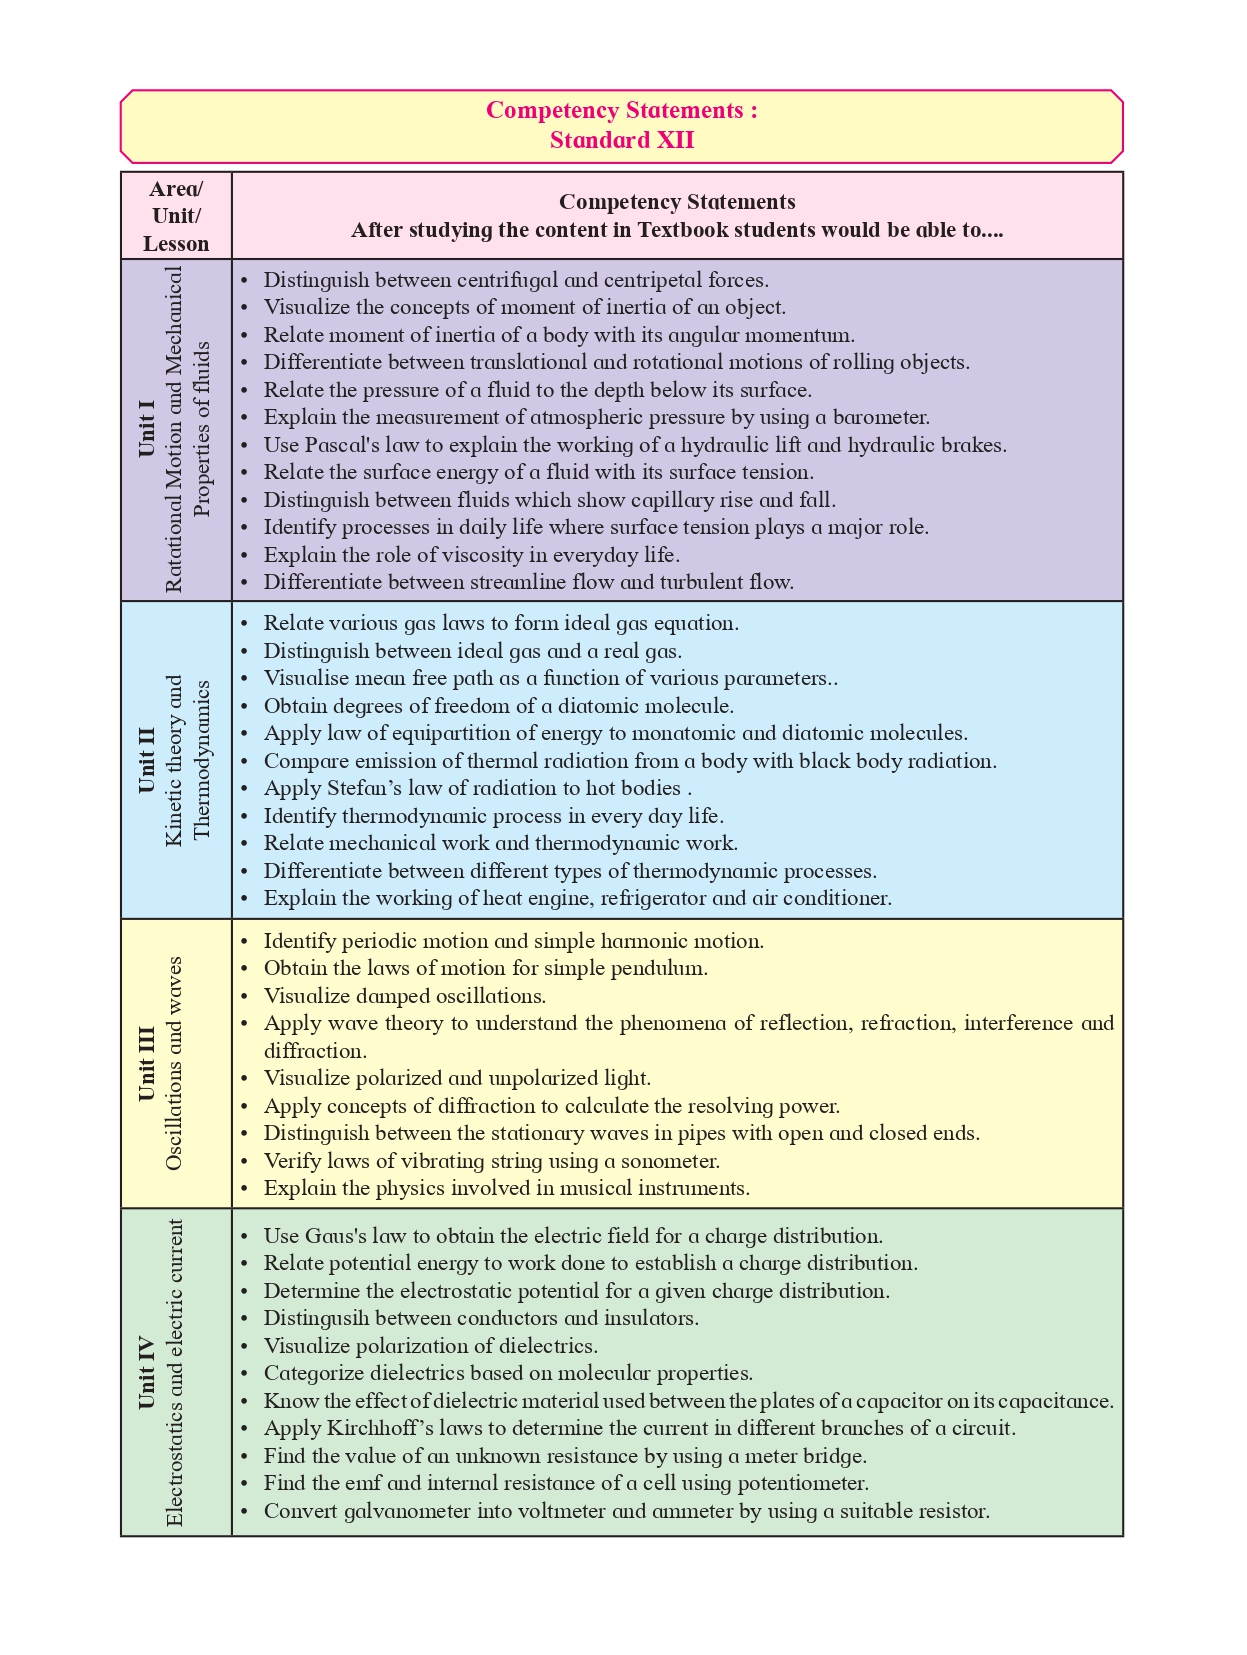 Competency Statements :
Standard XII
Area/
Unit/
Lesson
Competency Statements
After studying the content in Textbook students would be able to....
Unit I
Ratational Motion and Mechanical
Properties of fluids
• Distinguish between centrifugal and centripetal forces.
• Visualize the concepts of moment of inertia of an object.
• Relate moment of inertia of a body with its angular momentum.
• Differentiate between translational and rotational motions of rolling objects.
• Relate the pressure of a fluid to the depth below its surface.
• Explain the measurement of atmospheric pressure by using a barometer.
• Use Pascal's law to explain the working of a hydraulic lift and hydraulic brakes.
• Relate the surface energy of a fluid with its surface tension.
• Distinguish between fluids which show capillary rise and fall.
• Identify processes in daily life where surface tension plays a major role.
• Explain the role of viscosity in everyday life.
• Differentiate between streamline flow and turbulent flow.
Unit II
Kinetic theory and
Thermodynamics
• Relate various gas laws to form ideal gas equation.
• Distinguish between ideal gas and a real gas.
• Visualise mean free path as a function of various parameters..
• Obtain degrees of freedom of a diatomic molecule.
• Apply law of equipartition of energy to monatomic and diatomic molecules.
• Compare emission of thermal radiation from a body with black body radiation.
• Apply Stefan’s law of radiation to hot bodies .
• Identify thermodynamic process in every day life.
• Relate mechanical work and thermodynamic work.
• Differentiate between different types of thermodynamic processes.
• Explain the working of heat engine, refrigerator and air conditioner.
Unit III
Oscillations and waves
• Identify periodic motion and simple harmonic motion.
• Obtain the laws of motion for simple pendulum.
• Visualize damped oscillations.
• Apply wave theory to understand the phenomena of reflection, refraction, interference and
diffraction.
• Visualize polarized and unpolarized light.
• Apply concepts of diffraction to calculate the resolving power.
• Distinguish between the stationary waves in pipes with open and closed ends.
• Verify laws of vibrating string using a sonometer.
• Explain the physics involved in musical instruments.
Unit IV
Electrostatics and electric current
• Use Gaus's law to obtain the electric field for a charge distribution.
• Relate potential energy to work done to establish a charge distribution.
• Determine the electrostatic potential for a given charge distribution.
• Distingusih between conductors and insulators.
• Visualize polarization of dielectrics.
• Categorize dielectrics based on molecular properties.
• Know the effect of dielectric material used between the plates of a capacitor on its capacitance.
• Apply Kirchhoff’s laws to determine the current in different branches of a circuit.
• Find the value of an unknown resistance by using a meter bridge.
• Find the emf and internal resistance of a cell using potentiometer.
• Convert galvanometer into voltmeter and ammeter by using a suitable resistor.